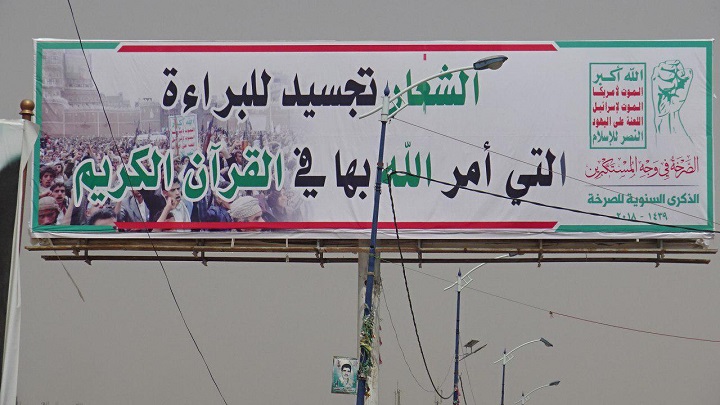 الشعار تجسيد للبراءة
التي أمر الله بها في القرآن الكريم
الله أكبر
الموت لأمريكا
الموت لإسرائيل
اللعنة على اليهود
النصر للإسلام
الصرخة في وجه المستكبرين
الذكرى السنوية للصرخة
١٤٣٩ - ٢٠١٨